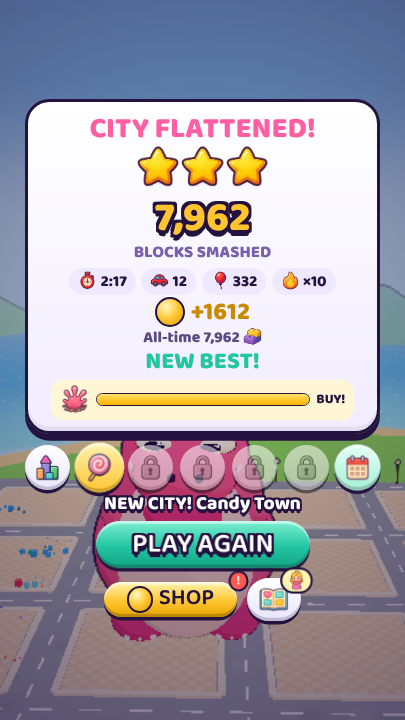 CITY FLATTENED!
7,962
BLOCKS SMASHED
2:17 12 332 ×10
+1612
All-time 7,962
NEW BEST!
BUY!
NEW CITY! Candy Town
PLAY AGAIN
SHOP !